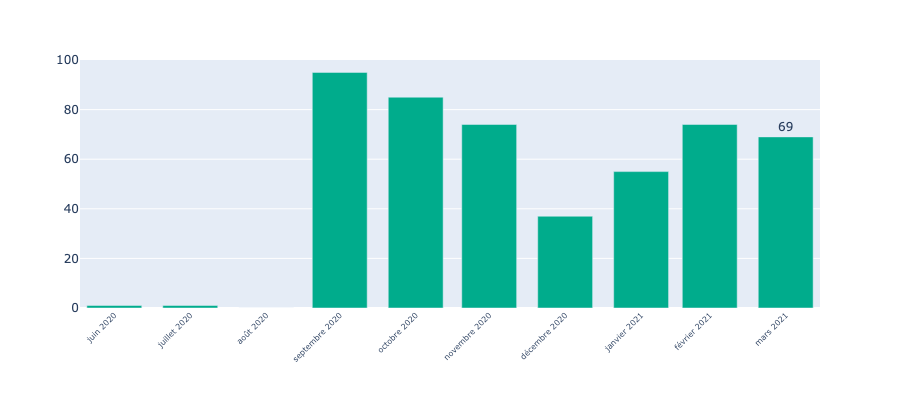 100
80
60
40
20
0
69
juin 2020
juillet 2020
août 2020
septembre 2020
octobre 2020
novembre 2020
décembre 2020
janvier 2021
février 2021
mars 2021